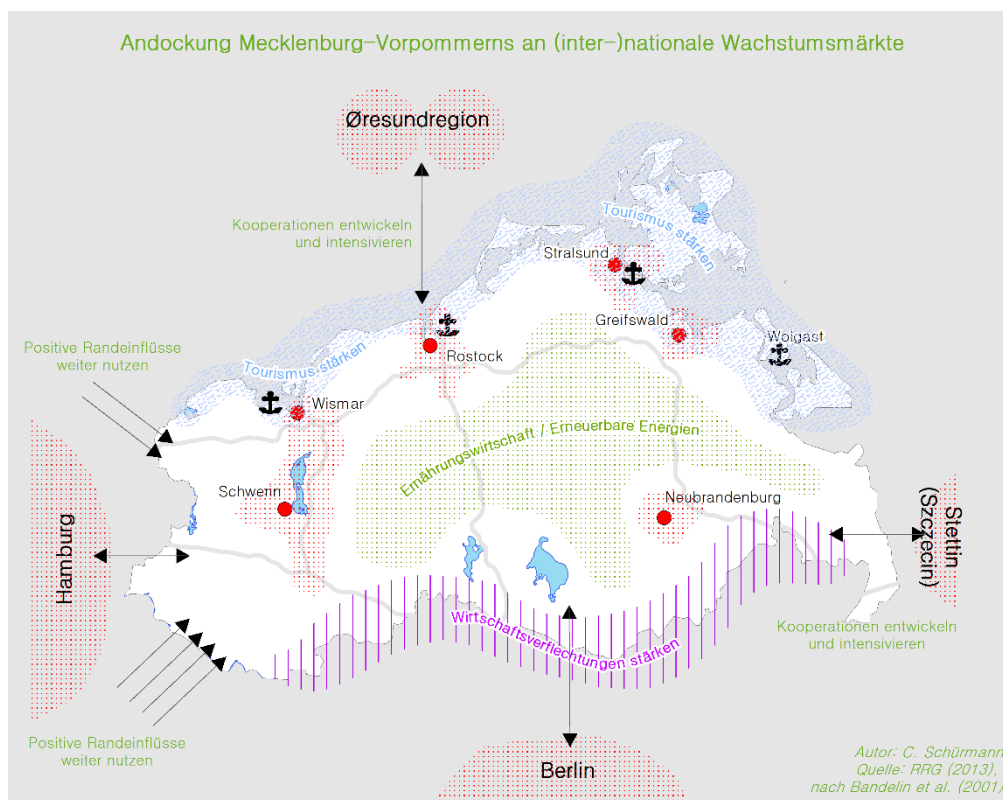 Andockung Mecklenburg-Vorpommerns an (inter-)nationale Wachstumsmärkte
Øresundregion
Kooperationen entwickeln
und intensivieren
Tourismus stärken
Stralsund
Greifswald
Wolgast
Positive Randeinflüsse
weiter nutzen
Tourismus stärken
Rostock
Wismar
Ernährungswirtschaft / Erneuerbare Energien
Schwerin
Neubrandenburg
Hamburg
Stettin
(Szczecin)
Wirtschaftsverflechtungen stärken
Kooperationen entwickeln
und intensivieren
Positive Randeinflüsse
weiter nutzen
Berlin
Autor: C. Schürmann
Quelle: RRG (2013),
nach Bandelin et al. (2001)